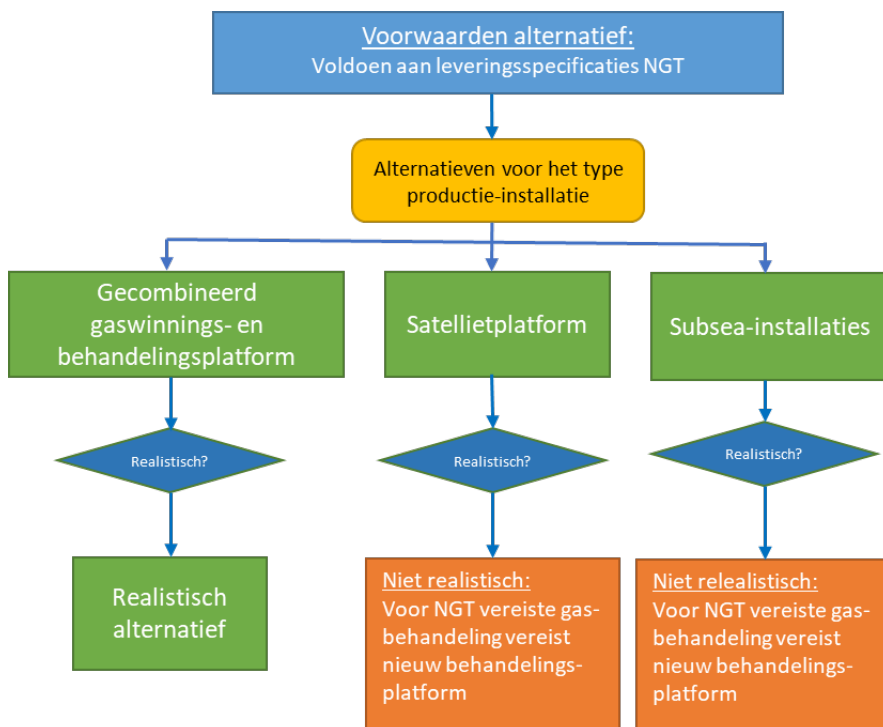 Voorwaarden alternatief:
Voldoen aan leveringsspecificaties NGT
Alternatieven voor het type
productie-installatie
Gecombineerd
gaswinnings- en
behandelingsplatform
Satellietplatform
Subsea-installaties
Realistisch?
Realistisch?
Realistisch?
Realistisch
alternatief
Niet realistisch:
Voor NGT vereiste gas-
behandeling vereist
nieuw behandelings-
platform
Niet relealistisch:
Voor NGT vereiste gas-
behandeling vereist
nieuw behandelings-
platform